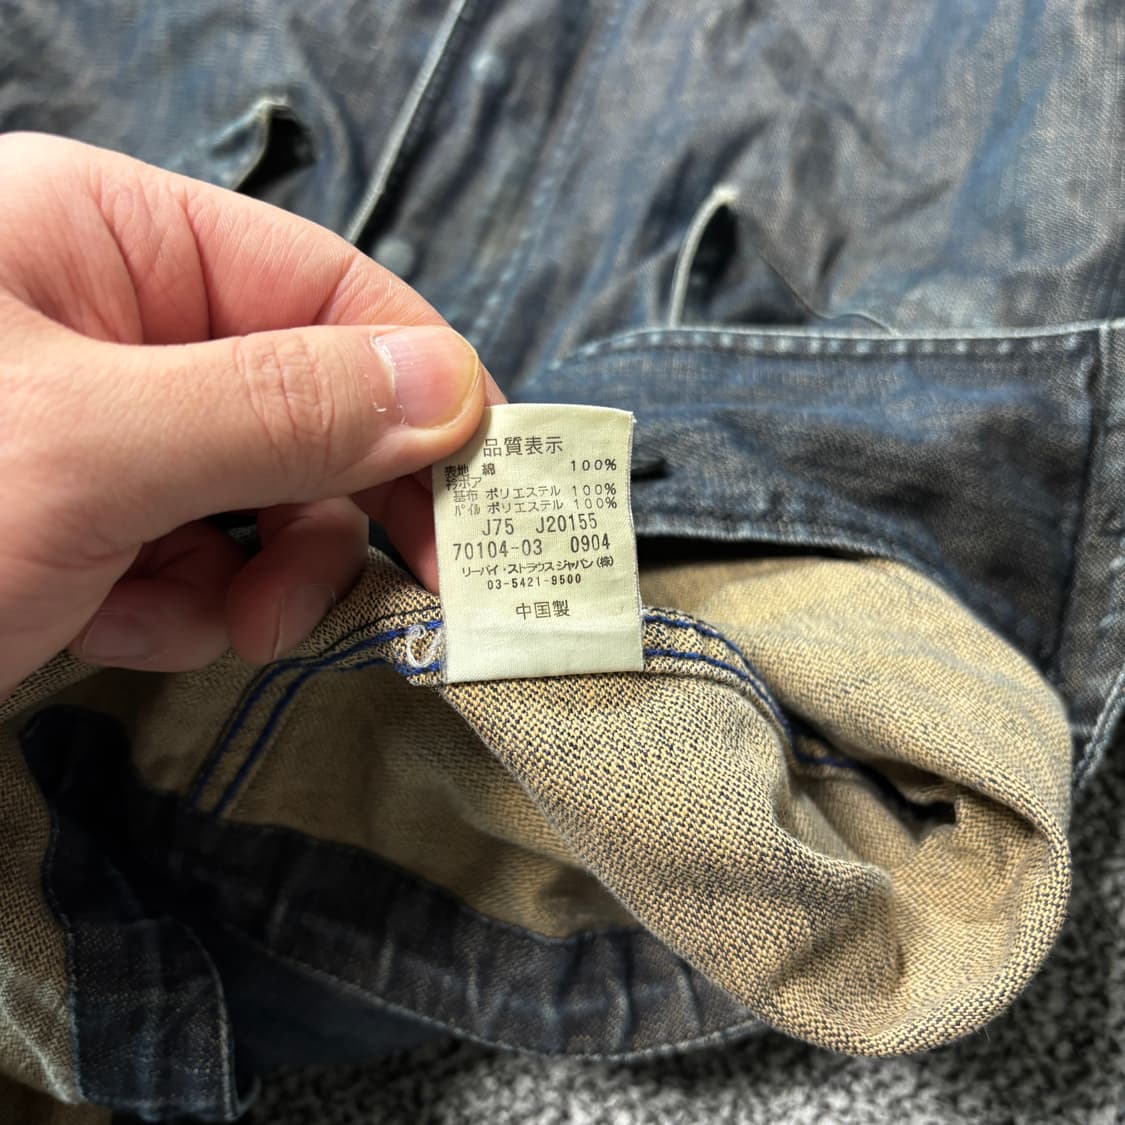 品質表示
表地 綿 100%
衿ボア
基布 ポリエステル 100%
パイル ポリエステル 100%
J75 J20155
70104-03 0904
リーバイ・ストラウスジャパン(株)
03-5421-9500
中国製